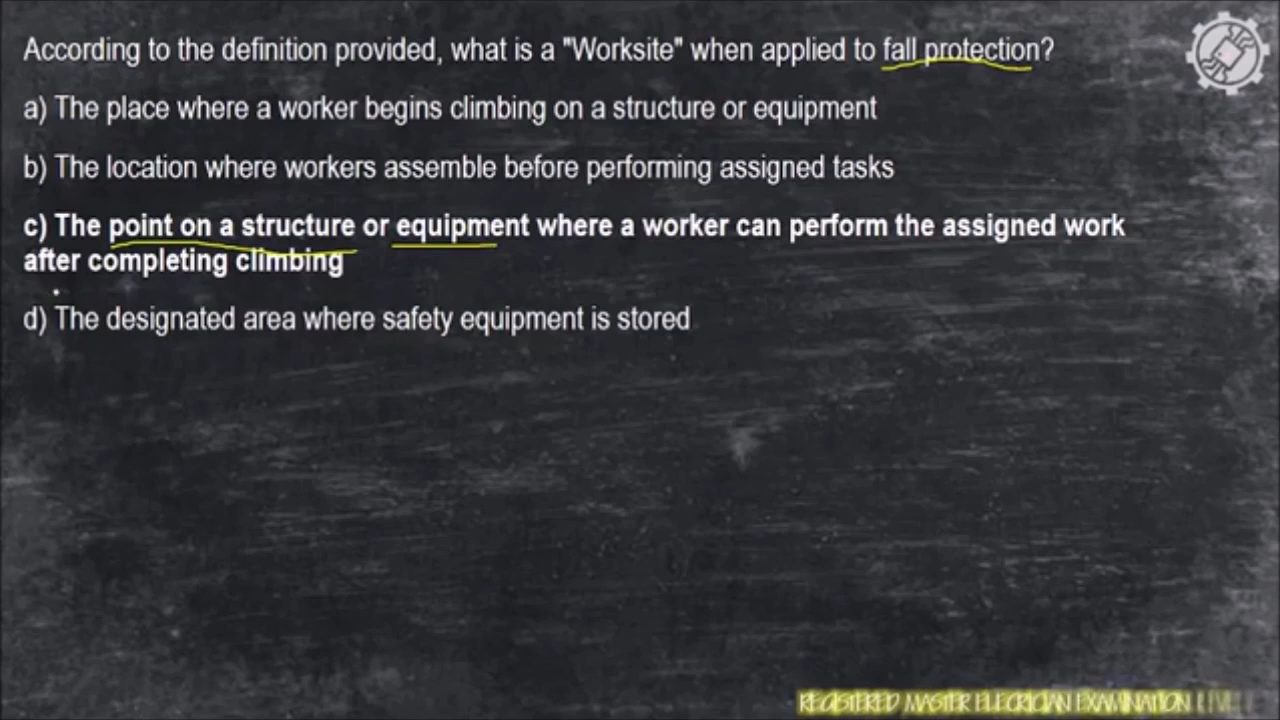 According to the definition provided, what is a "Worksite" when applied to fall protection?
a) The place where a worker begins climbing on a structure or equipment
b) The location where workers assemble before performing assigned tasks
c) The point on a structure or equipment where a worker can perform the assigned work
after completing climbing
d) The designated area where safety equipment is stored
REGISTERED MASTER ELECRICIAN EXAMINATION